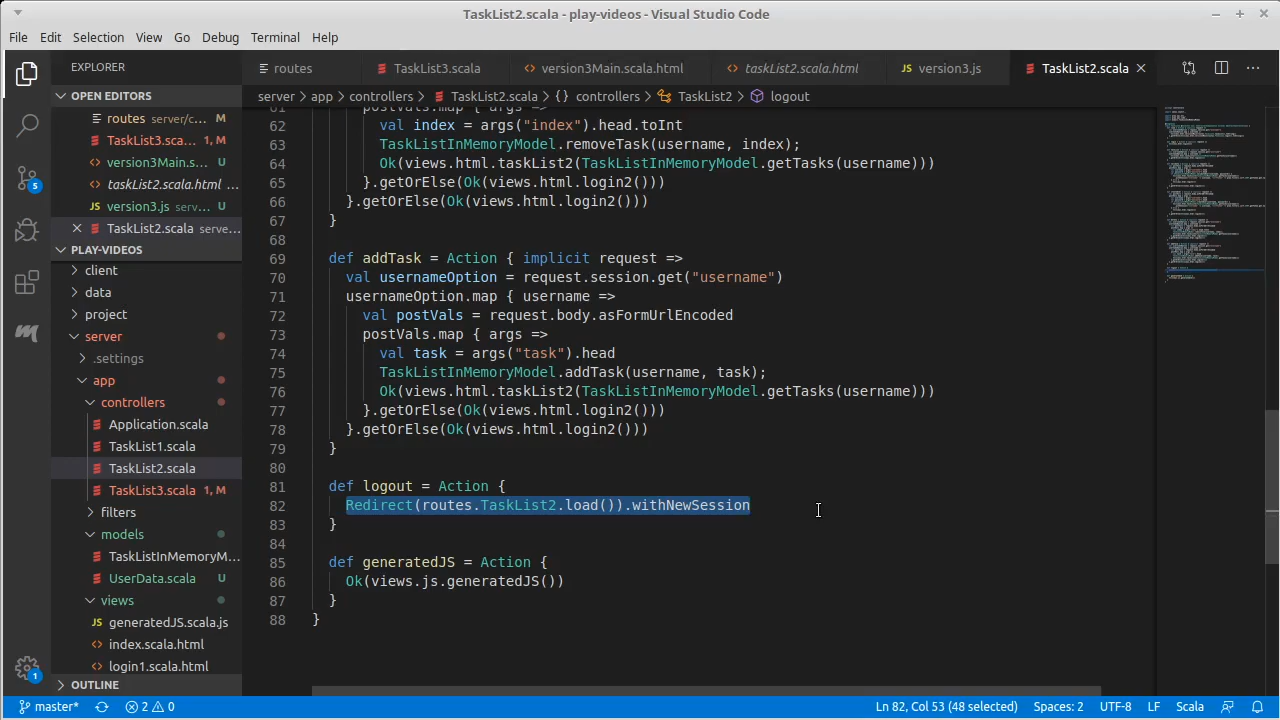 TaskList2.scala - play-videos - Visual Studio Code
File Edit Selection View Go Debug Terminal Help
EXPLORER
routes
TaskList3.scala
version3Main.scala.html
taskList2.scala.html
version3.js
TaskList2.scala
OPEN EDITORS
routes server/c... M
TaskList3.sca... 1, M
version3Main.s... U
taskList2.scala.html ...
version3.js serv... U
TaskList2.scala serve...
PLAY-VIDEOS
client
data
project
server
.settings
app
controllers
Application.scala
TaskList1.scala
TaskList2.scala
TaskList3.scala 1, M
filters
models
TaskListInMemoryM...
UserData.scala U
views
generatedJS.scala.js
index.scala.html
login1.scala.html
OUTLINE
server > app > controllers > TaskList2.scala > {} controllers > TaskList2 > logout
61 postVals.map { args =>
62 val index = args("index").head.toInt
63 TaskListInMemoryModel.removeTask(username, index);
64 Ok(views.html.taskList2(TaskListInMemoryModel.getTasks(username)))
65 }.getOrElse(Ok(views.html.login2()))
66 }.getOrElse(Ok(views.html.login2()))
67 }
68
69 def addTask = Action { implicit request =>
70 val usernameOption = request.session.get("username")
71 usernameOption.map { username =>
72 val postVals = request.body.asFormUrlEncoded
73 postVals.map { args =>
74 val task = args("task").head
75 TaskListInMemoryModel.addTask(username, task);
76 Ok(views.html.taskList2(TaskListInMemoryModel.getTasks(username)))
77 }.getOrElse(Ok(views.html.login2()))
78 }.getOrElse(Ok(views.html.login2()))
79 }
80
81 def logout = Action {
82 Redirect(routes.TaskList2.load()).withNewSession
83 }
84
85 def generatedJS = Action {
86 Ok(views.js.generatedJS())
87 }
88 }
5
1
master* 2 0 Ln 82, Col 53 (48 selected) Spaces: 2 UTF-8 LF Scala